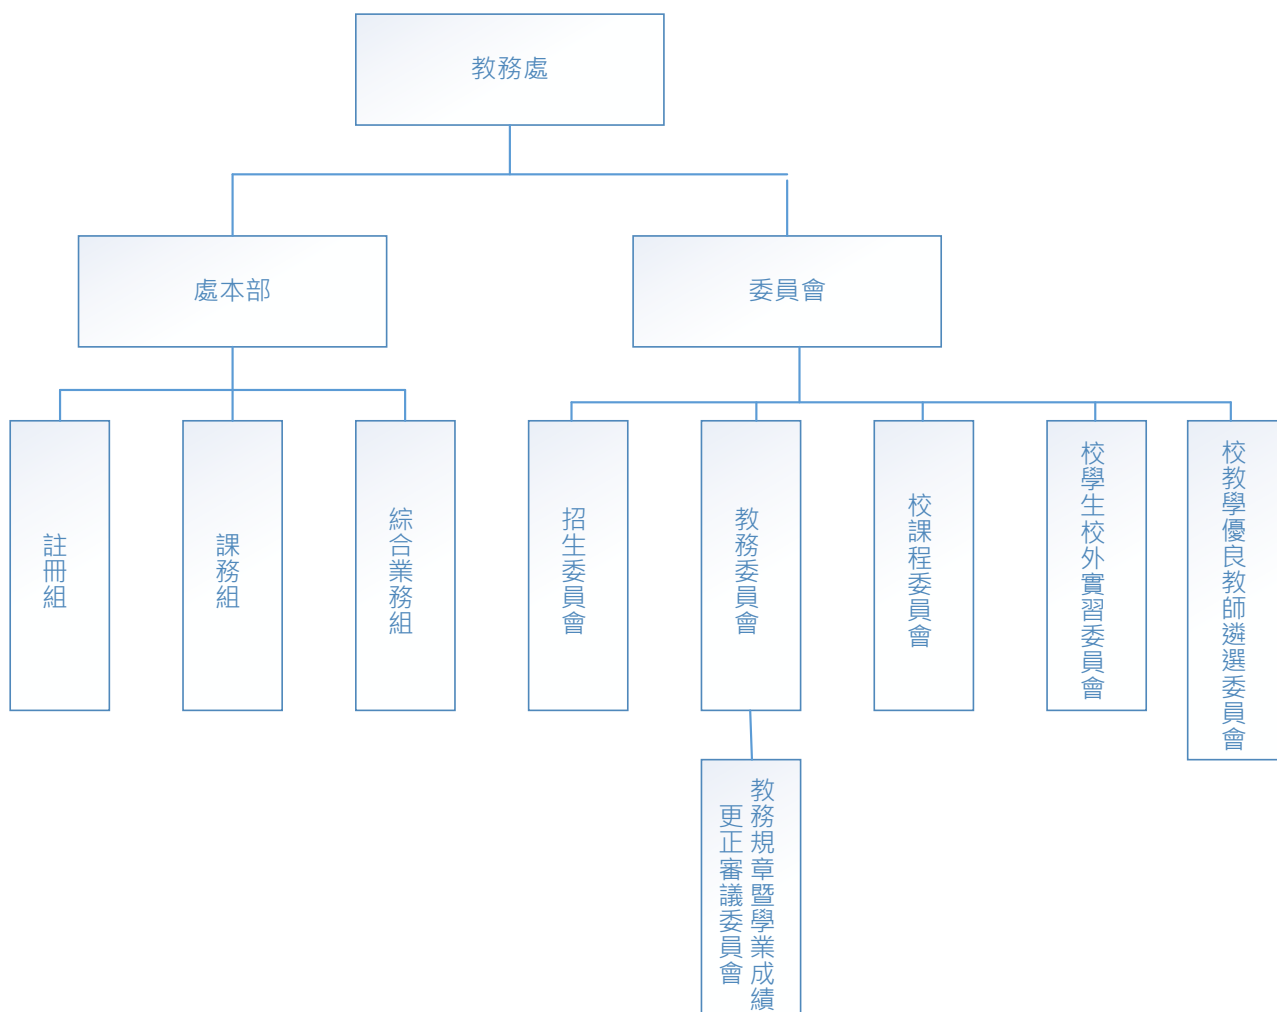 教務處
處本部
委員會
註冊組
課務組
綜合業務組
招生委員會
教務委員會
校課程委員會
校學生校外實習委員會
校教學優良教師遴選委員會
教務規章暨學業成績
更正審議委員會